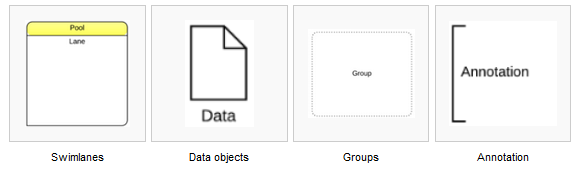 Pool
Lane
Data
Group
Annotation
Swimlanes
Data objects
Groups
Annotation